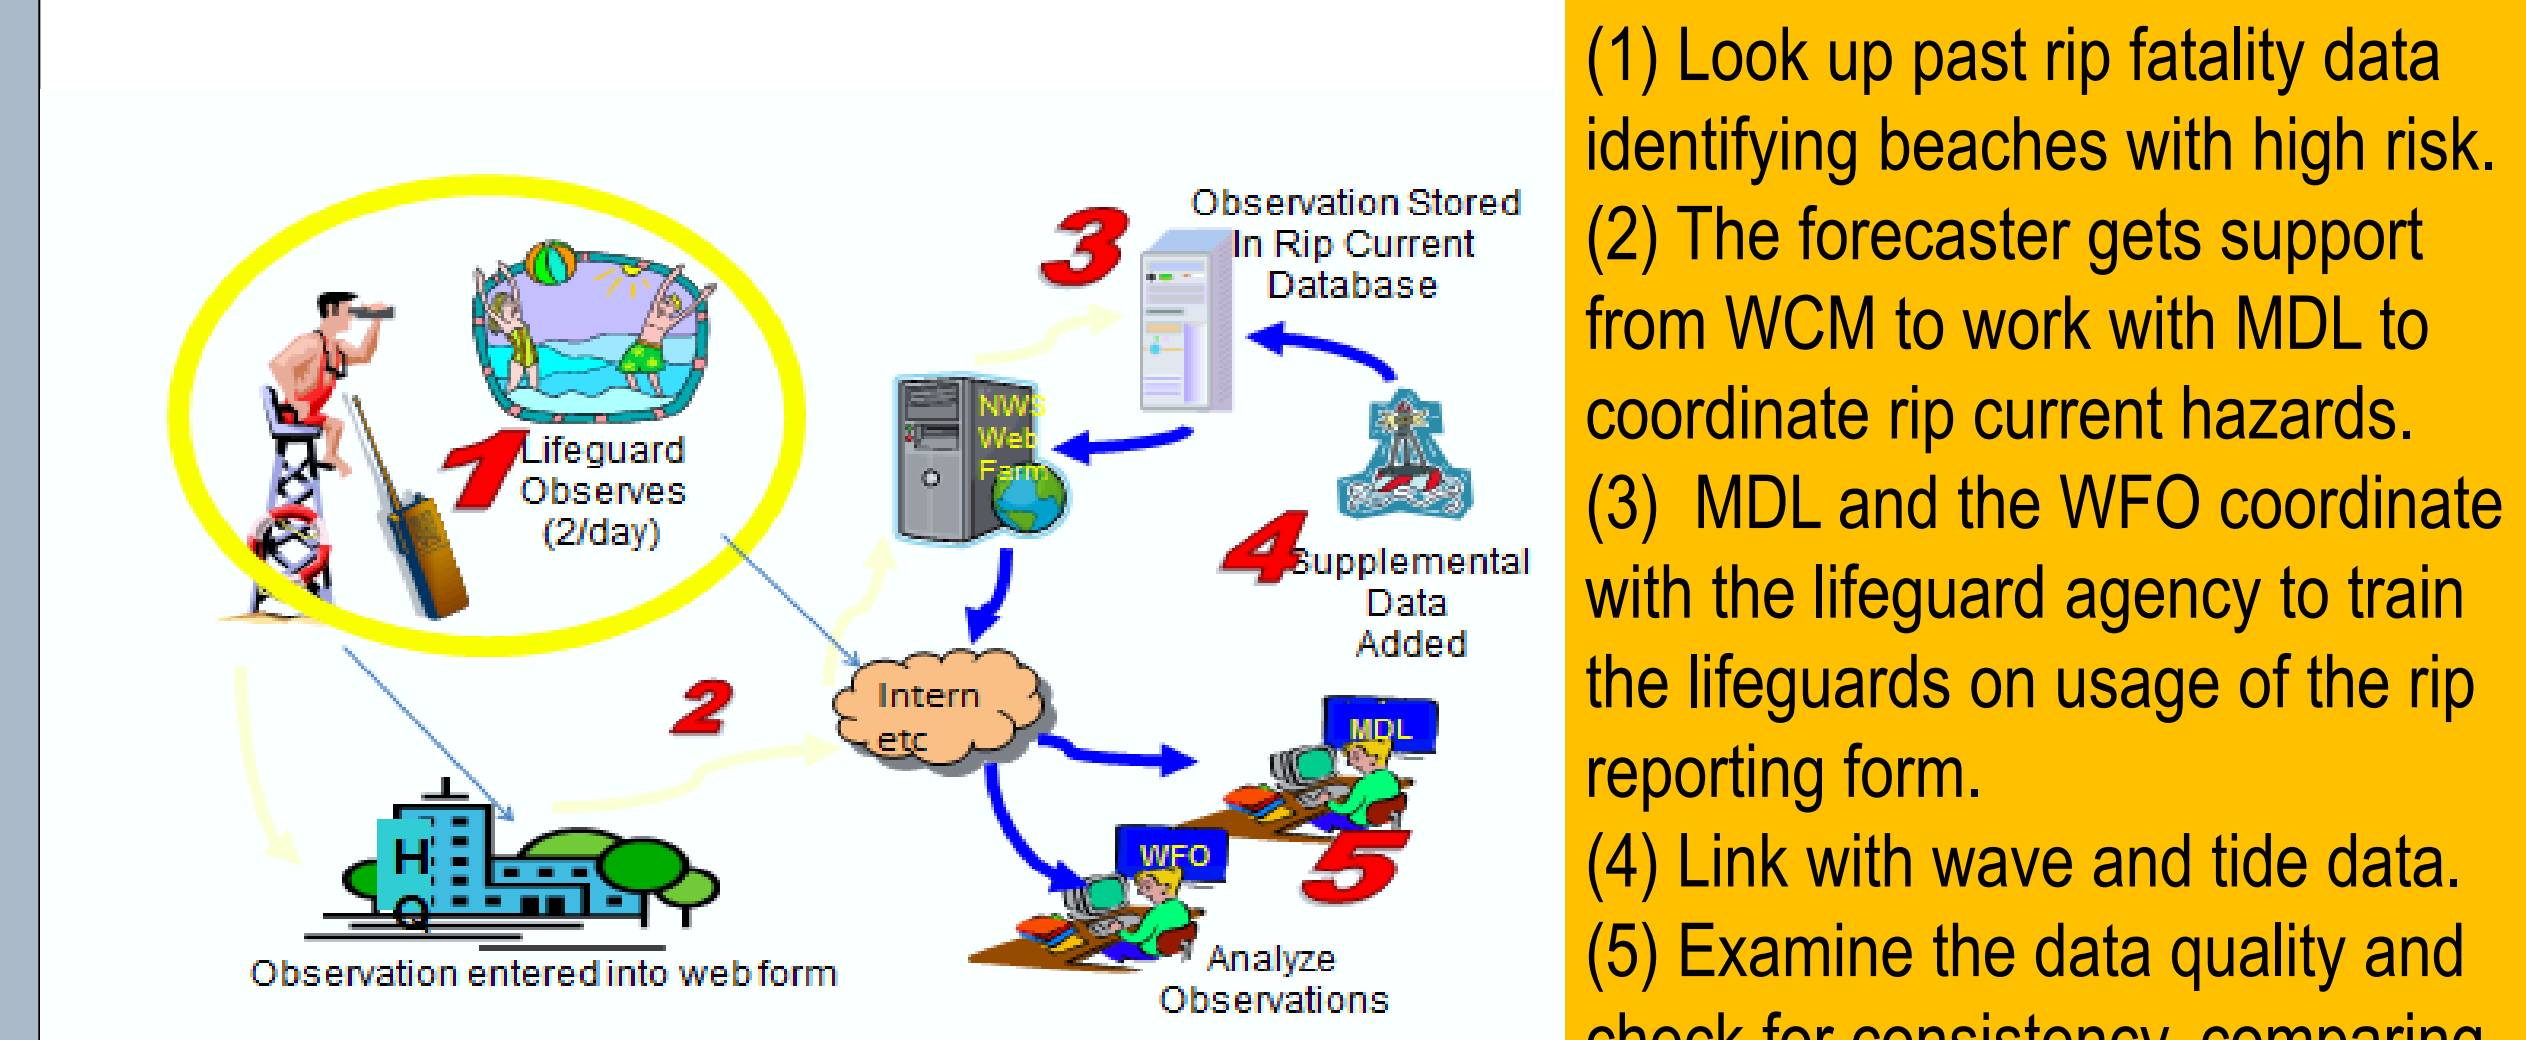 Observation Stored
In Rip Current
Database
3
NWS
Web
Farm
1
Lifeguard
Observes
(2/day)
4
Supplemental
Data
Added
2
Intern
etc
MDL
WFO
5
H
Q
Observation entered into web form
Analyze
Observations
(1) Look up past rip fatality data
identifying beaches with high risk.
(2) The forecaster gets support
from WCM to work with MDL to
coordinate rip current hazards.
(3) MDL and the WFO coordinate
with the lifeguard agency to train
the lifeguards on usage of the rip
reporting form.
(4) Link with wave and tide data.
(5) Examine the data quality and
check for consistency, comparing